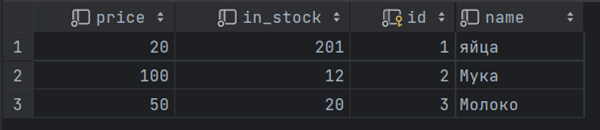 price in_stock id name
1 20 201 1 яйца
2 100 12 2 Мука
3 50 20 3 Молоко